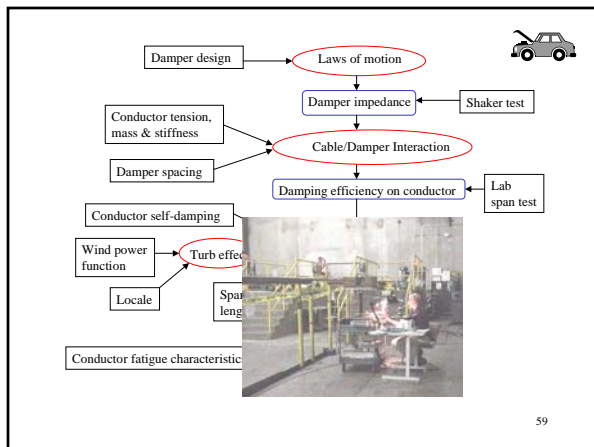 Damper design
Laws of motion
Damper impedance
Shaker test
Conductor tension,
mass & stiffness
Cable/Damper Interaction
Damper spacing
Damping efficiency on conductor
Lab
span test
Conductor self-damping
Wind power
function
Turb
Locale
Conductor fatigue
59